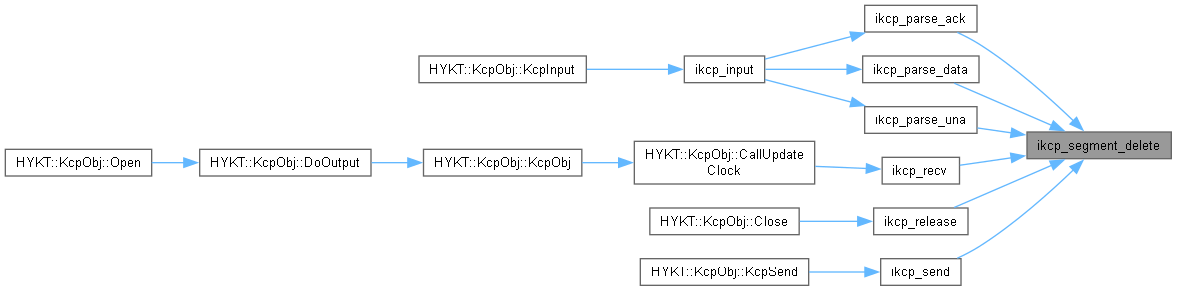 ikcp_parse_ack
HYKT::KcpObj::KcpInput
ikcp_input
ikcp_parse_data
ikcp_parse_una
ikcp_segment_delete
HYKT::KcpObj::Open
HYKT::KcpObj::DoOutput
HYKT::KcpObj::KcpObj
HYKT::KcpObj::CallUpdate
Clock
ikcp_recv
HYKT::KcpObj::Close
ikcp_release
HYKT::KcpObj::KcpSend
ikcp_send